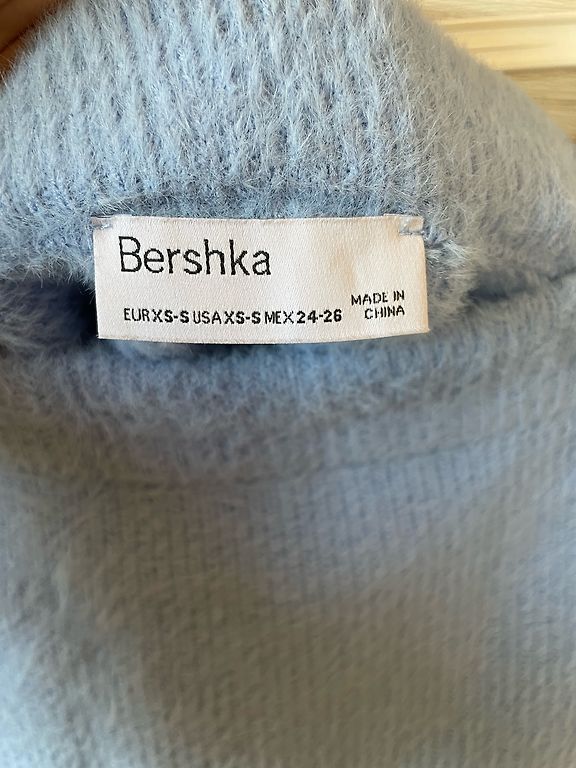 Bershka
EUR XS-S USA XS-S MEX 24-26
MADE IN
CHINA